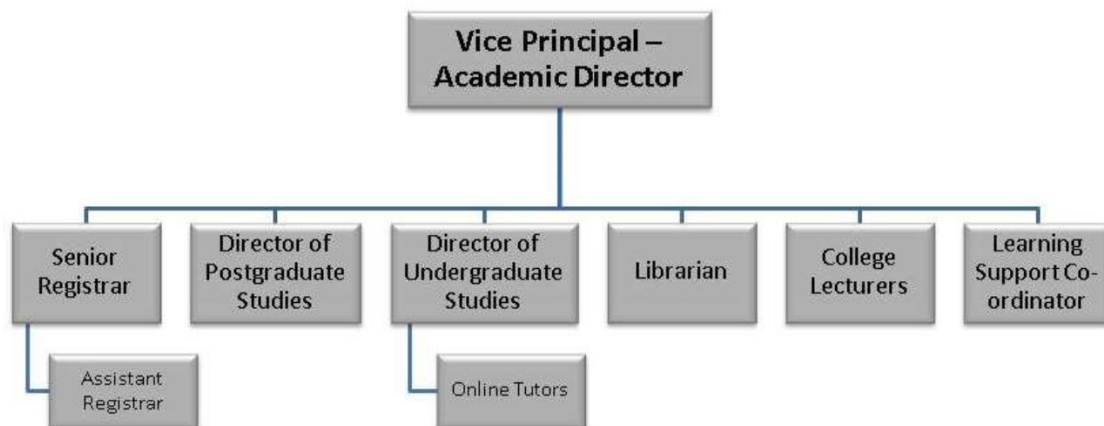 Vice Principal –
Academic Director
Senior
Registrar
Director of
Postgraduate
Studies
Director of
Undergraduate
Studies
Librarian
College
Lecturers
Learning
Support Co-
ordinator
Assistant
Registrar
Online Tutors